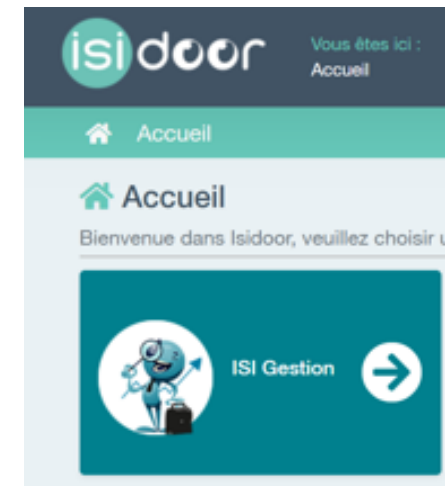 isidoor
Vous êtes ici :
Accueil
Accueil
Accueil
Bienvenue dans Isidoor, veuillez choisir
ISI Gestion